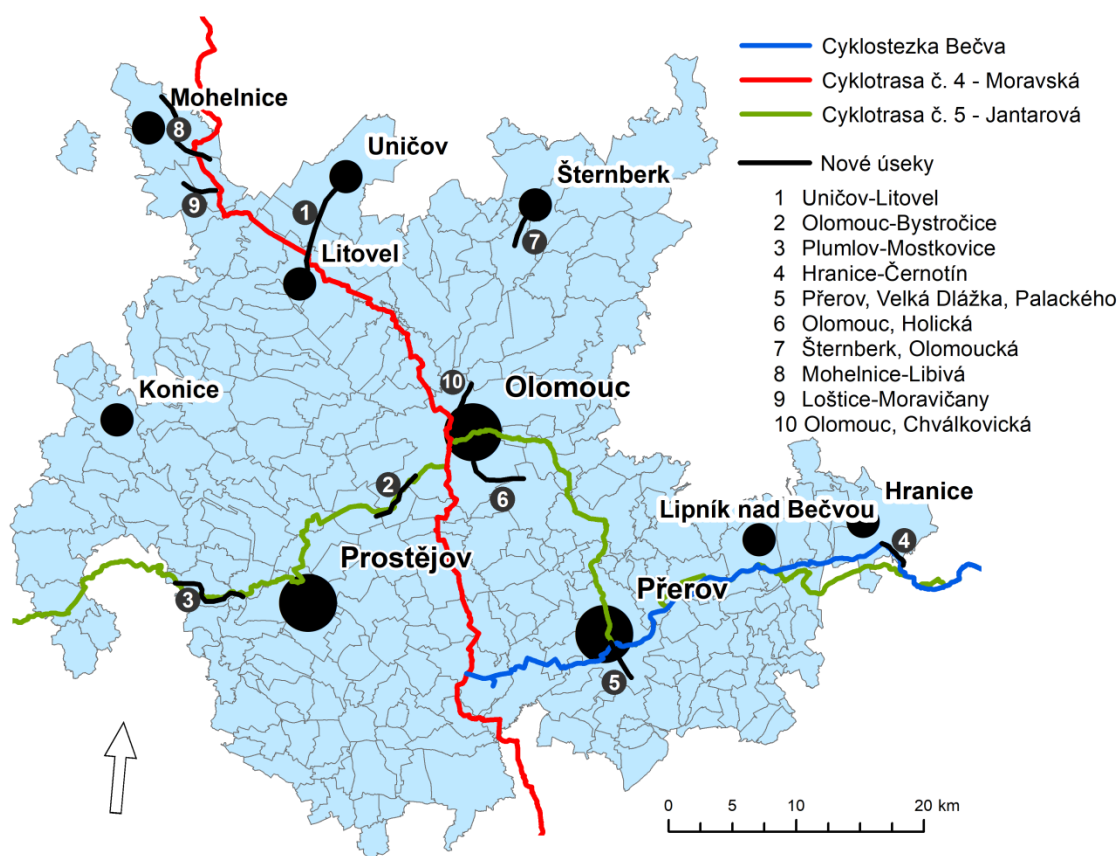 Cyklostezka Bečva
Cyklotrasa č. 4 - Moravská
Cyklotrasa č. 5 - Jantarová
Nové úseky
1 Uničov-Litovel
2 Olomouc-Bystročice
3 Plumlov-Mostkovice
4 Hranice-Černotín
5 Přerov, Velká Dlážka, Palackého
6 Olomouc, Holická
7 Šternberk, Olomoucká
8 Mohelnice-Libivá
9 Loštice-Moravičany
10 Olomouc, Chválkovická
Mohelnice
8
Uničov
Šternberk
9
1
7
Litovel
10
Olomouc
Konice
2
6
Hranice
Lipník nad Bečvou
4
Prostějov
Přerov
3
5
0 5 10 20 km